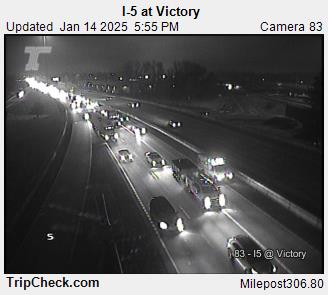 I-5 at Victory
Updated Jan 14 2025 5:55 PM Camera 83
S
83 - I5 @ Victory
TripCheck.com Milepost306.80